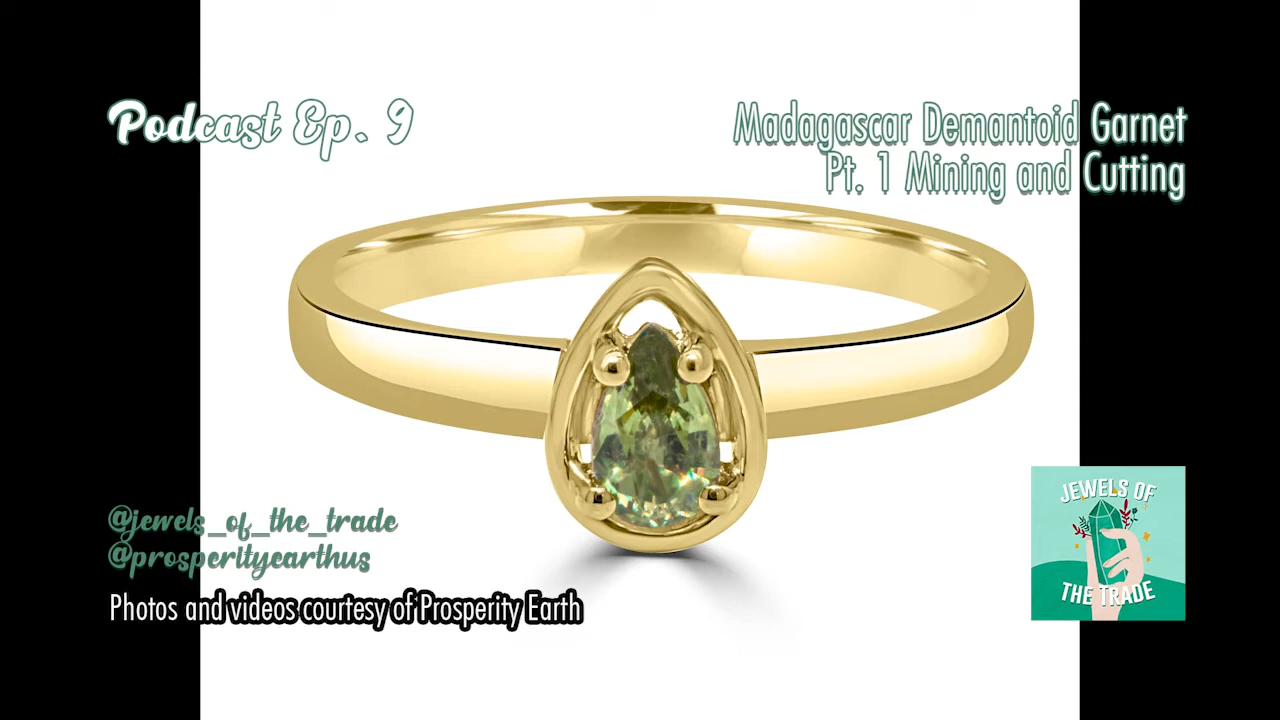 Podcast Ep. 9
Madagascar Demantoid Garnet
Pt. 1 Mining and Cutting
@jewels_of_the_trade
@prosperityearthus
Photos and videos courtesy of Prosperity Earth
JEWELS OF
THE TRADE